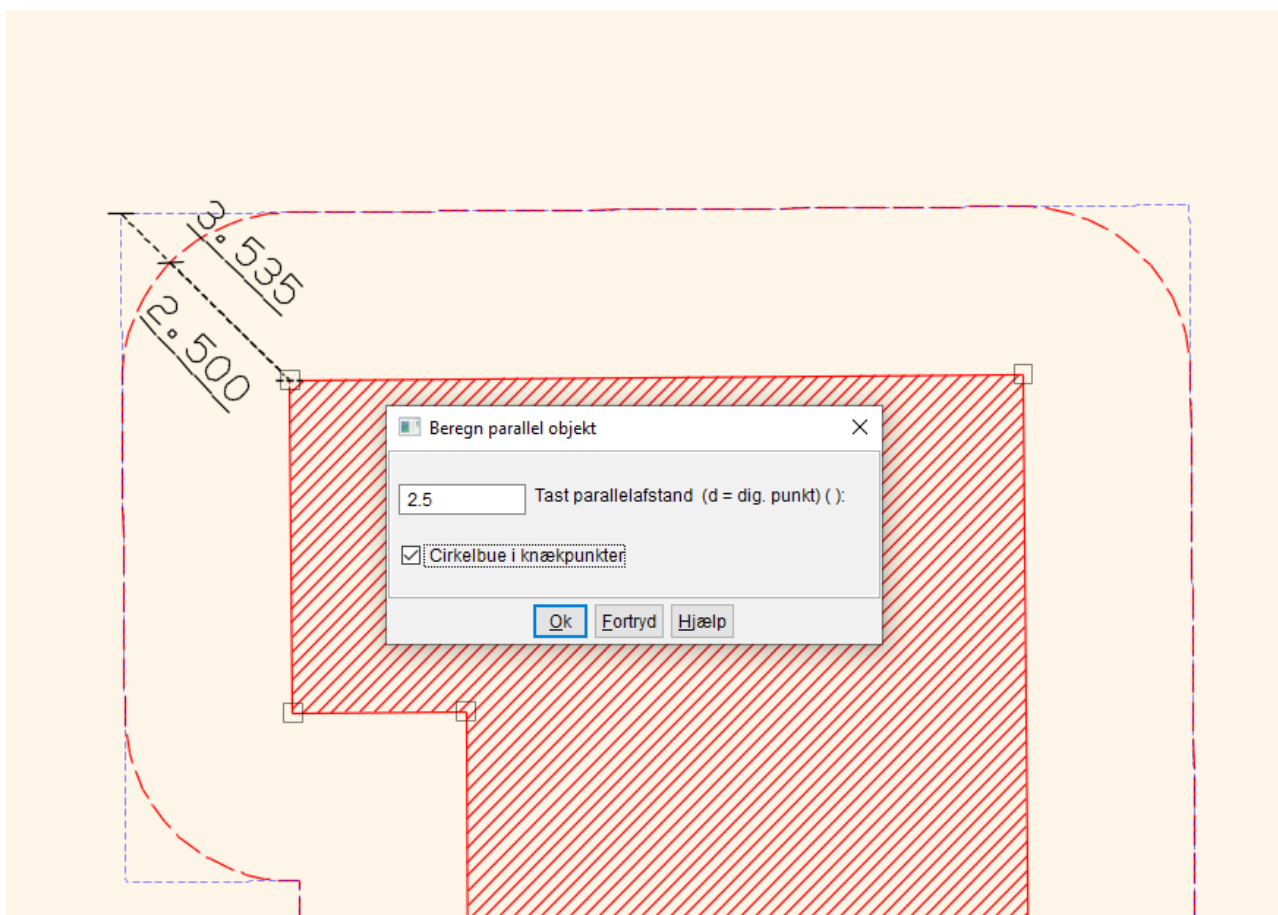 3.535
2.500
Beregn parallel objekt
2.5 Tast parallelafstand (d = dig. punkt) ( ):
Cirkelbue i knækpunkter
Ok Fortryd Hjælp